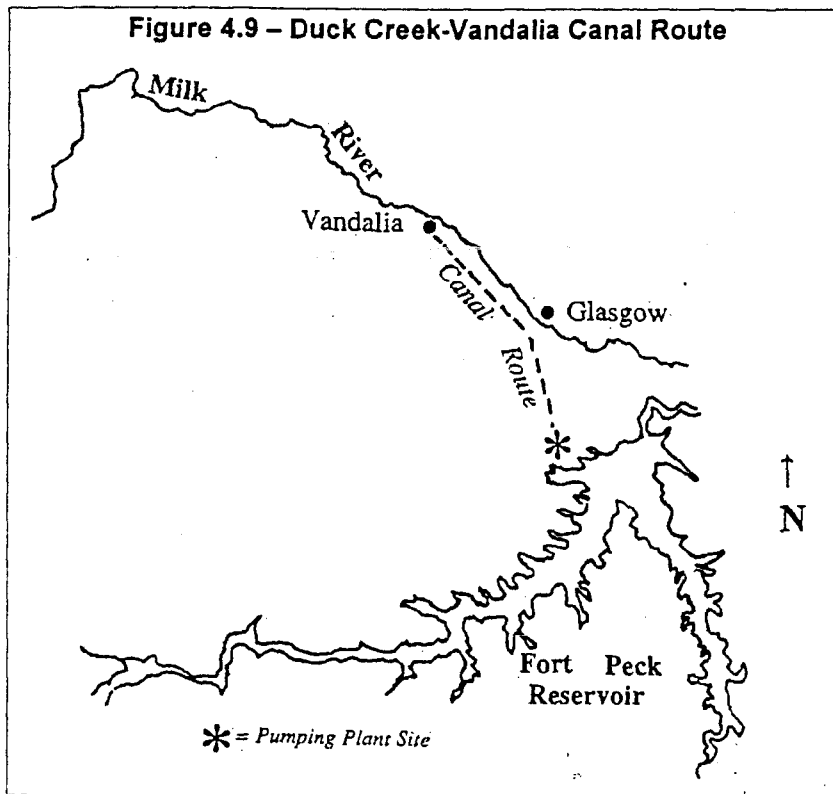 Figure 4.9 – Duck Creek-Vandalia Canal Route
Milk
River
Vandalia
Canal
Glasgow
Route
N
Fort Peck
Reservoir
= Pumping Plant Site